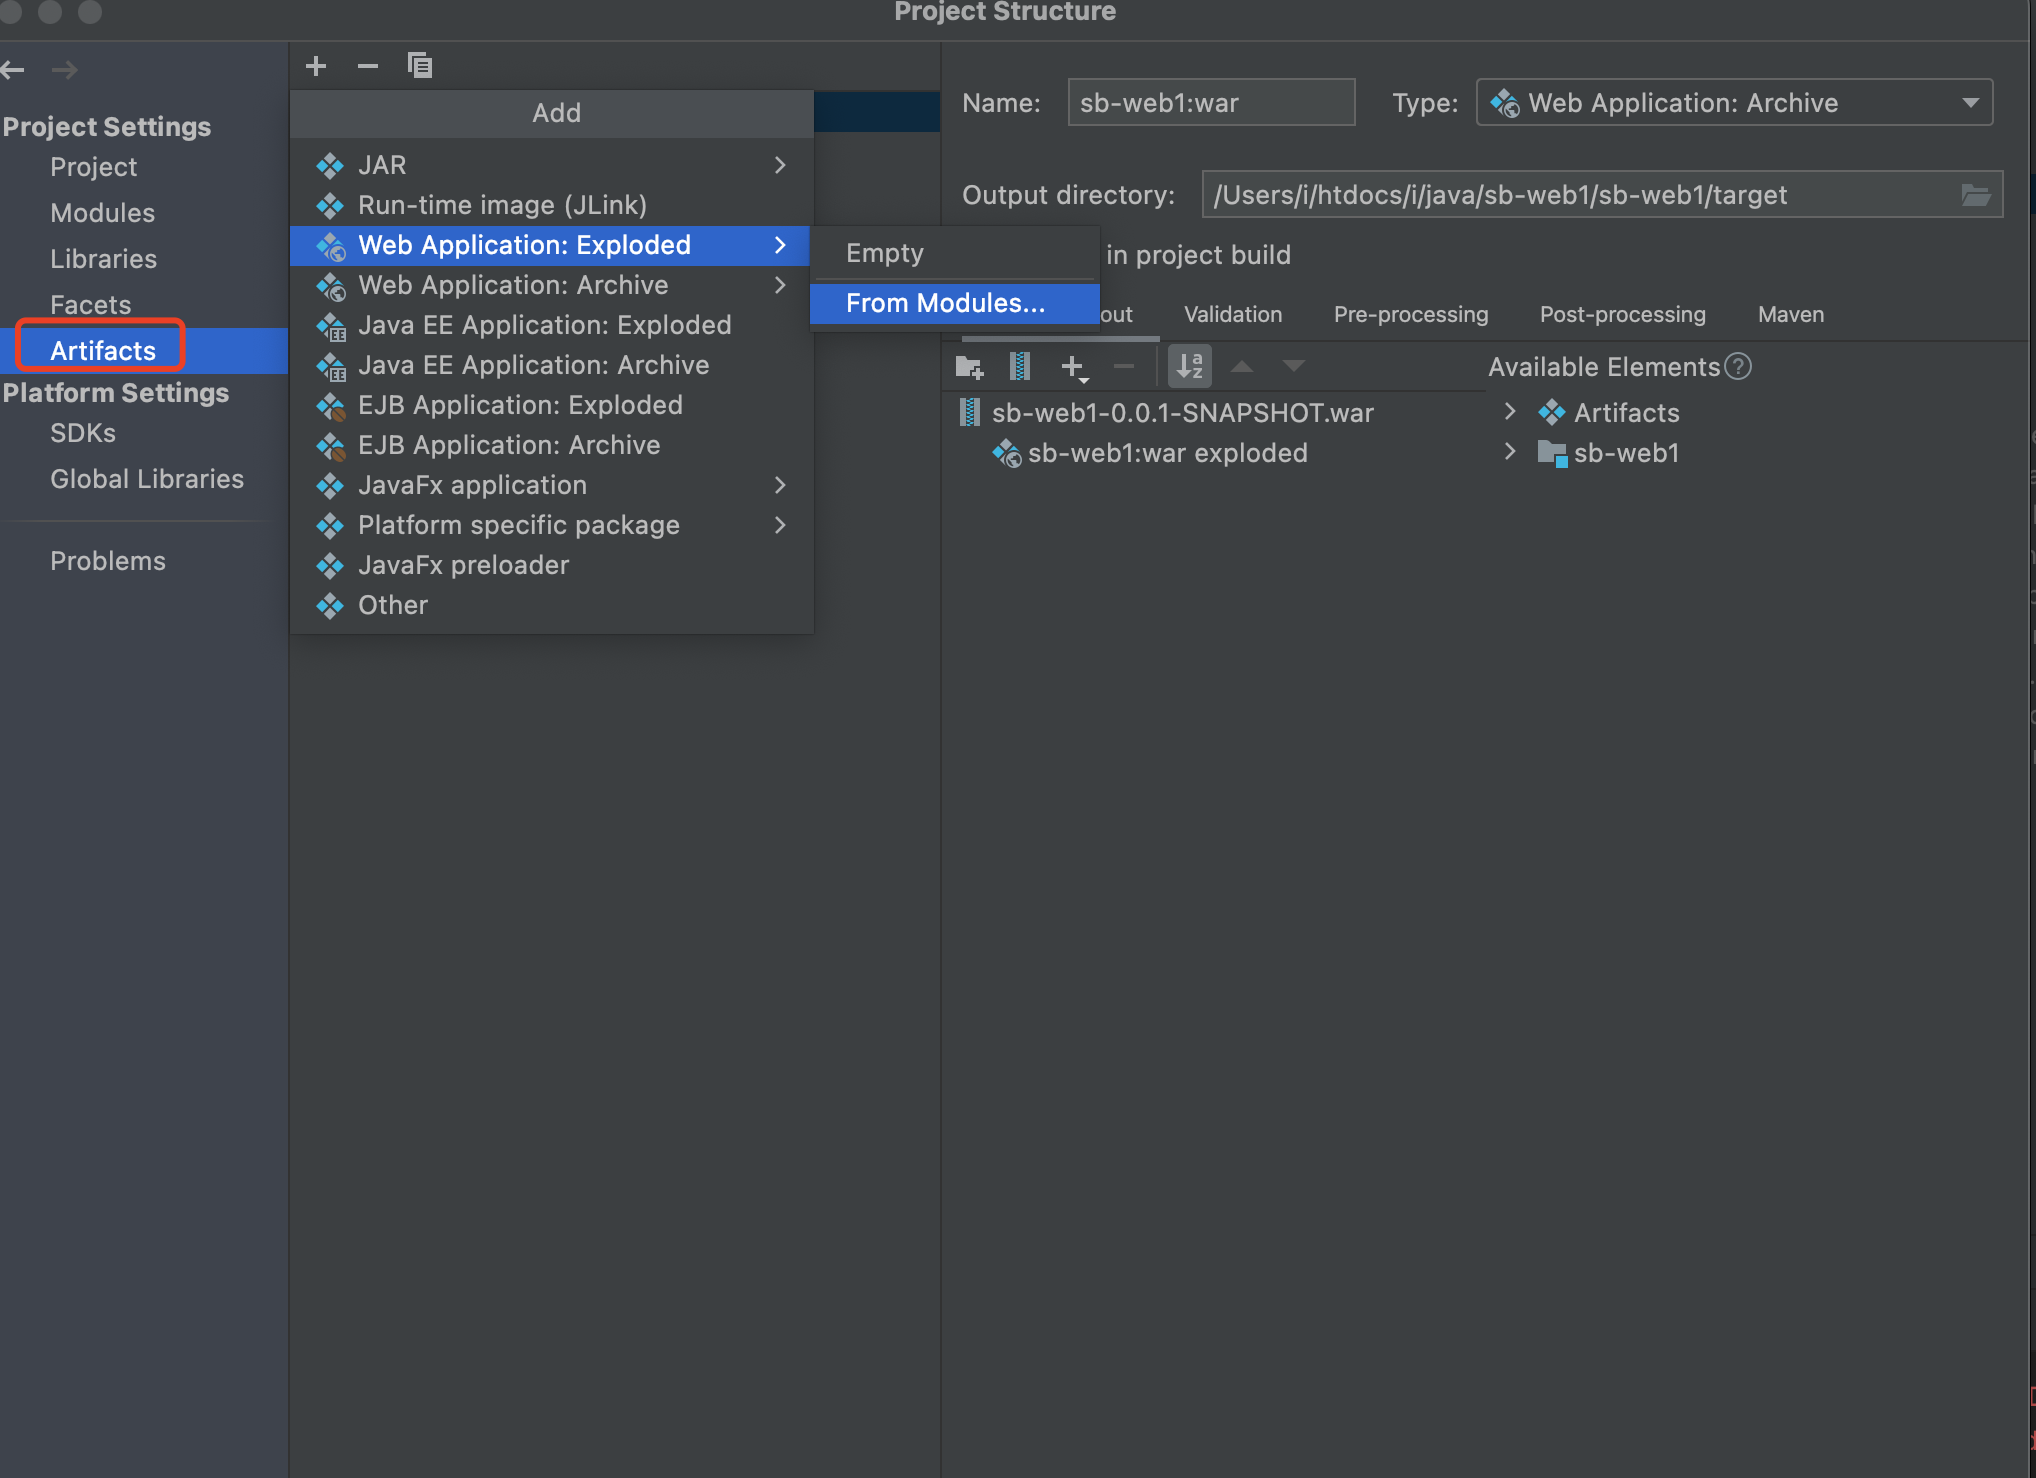 Project Structure
Project Settings
Project
Modules
Libraries
Facets
Artifacts
Platform Settings
SDKs
Global Libraries
Problems
Add
JAR
Run-time image (JLink)
Web Application: Exploded
Web Application: Archive
Java EE Application: Exploded
Java EE Application: Archive
EJB Application: Exploded
EJB Application: Archive
JavaFx application
Platform specific package
JavaFx preloader
Other
Empty
From Modules...
Name: sb-web1:war Type: Web Application: Archive
Output directory: /Users/i/htdocs/i/java/sb-web1/sb-web1/target
in project build
out Validation Pre-processing Post-processing Maven
Available Elements ?
sb-web1-0.0.1-SNAPSHOT.war
sb-web1:war exploded
Artifacts
sb-web1